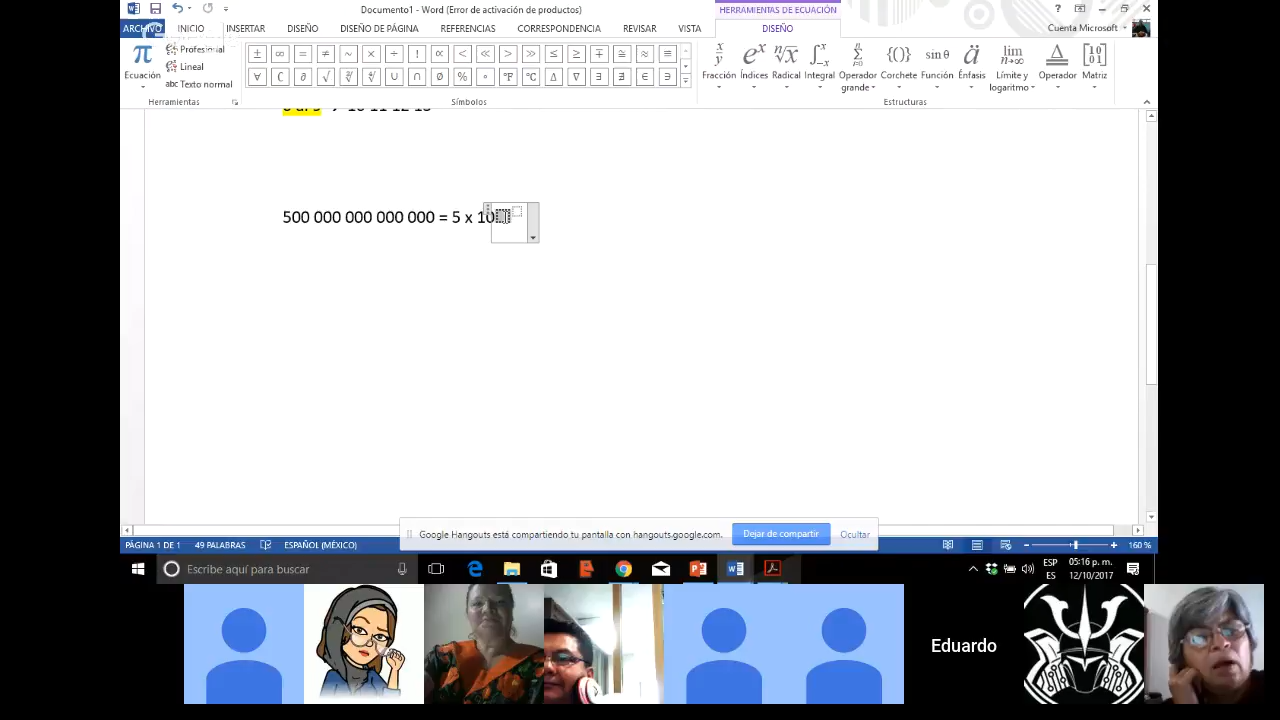 Documento1 - Word (Error de activación de productos)
HERRAMIENTAS DE ECUACIÓN
ARCHIVO INICIO INSERTAR DISEÑO DISEÑO DE PÁGINA REFERENCIAS CORRESPONDENCIA REVISAR VISTA DISEÑO Cuenta Microsoft
π Ecuación
Profesional
Lineal
abc Texto normal
± ∞ = ≠ ~ × ÷ ! ∝ < ≪ > ≫ ≤ ≥ ∓ ≅ ≈ ≡
∀ ∁ ∂ √ ∛ ∜ ∪ ∩ ∅ % ° °F °C ∆ ∇ ∃ ∄ ∈ ∋
Fracción Índices Radical Integral Operador grande Corchete Función Énfasis Límite y logaritmo Operador Matriz
Herramientas Símbolos Estructuras
500 000 000 000 000 = 5 x 10
Google Hangouts está compartiendo tu pantalla con hangouts.google.com. Dejar de compartir Ocultar
PÁGINA 1 DE 1 49 PALABRAS ESPAÑOL (MÉXICO) 160 %
Escribe aquí para buscar
ESP ES
05:16 p. m.
12/10/2017
Eduardo